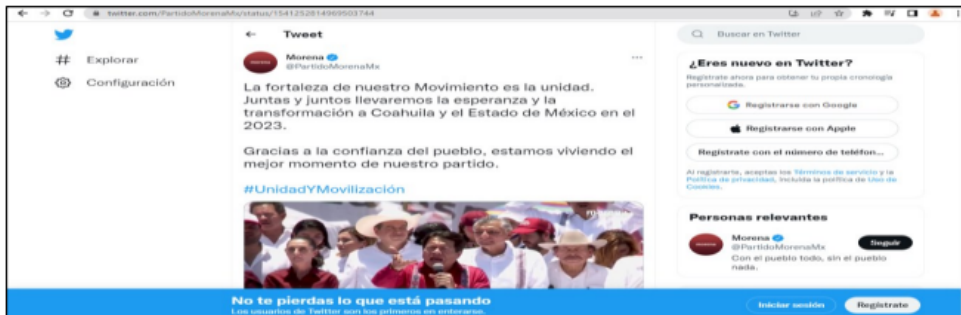 twitter.com/PartidoMorenaMx/status/1541252814969503744
Tweet
Explorar
Configuración
Morena
@PartidoMorenaMx
La fortaleza de nuestro Movimiento es la unidad.
Juntas y juntos llevaremos la esperanza y la
transformación a Coahuila y el Estado de México en el
2023.
Gracias a la confianza del pueblo, estamos viviendo el
mejor momento de nuestro partido.
#UnidadYMovilización
Buscar en Twitter
¿Eres nuevo en Twitter?
Regístrate ahora para obtener tu propia cronología
personalizada.
Registrarse con Google
Registrarse con Apple
Regístrate con el número de teléfon...
Al registrarte, aceptas los Términos de servicio y la
Política de privacidad, incluida la política de Uso de
Cookies.
Personas relevantes
Morena
@PartidoMorenaMx
Seguir
Con el pueblo todo, sin el pueblo
nada.
No te pierdas lo que está pasando
Los usuarios de Twitter son los primeros en enterarse.
Iniciar sesión
Regístrate